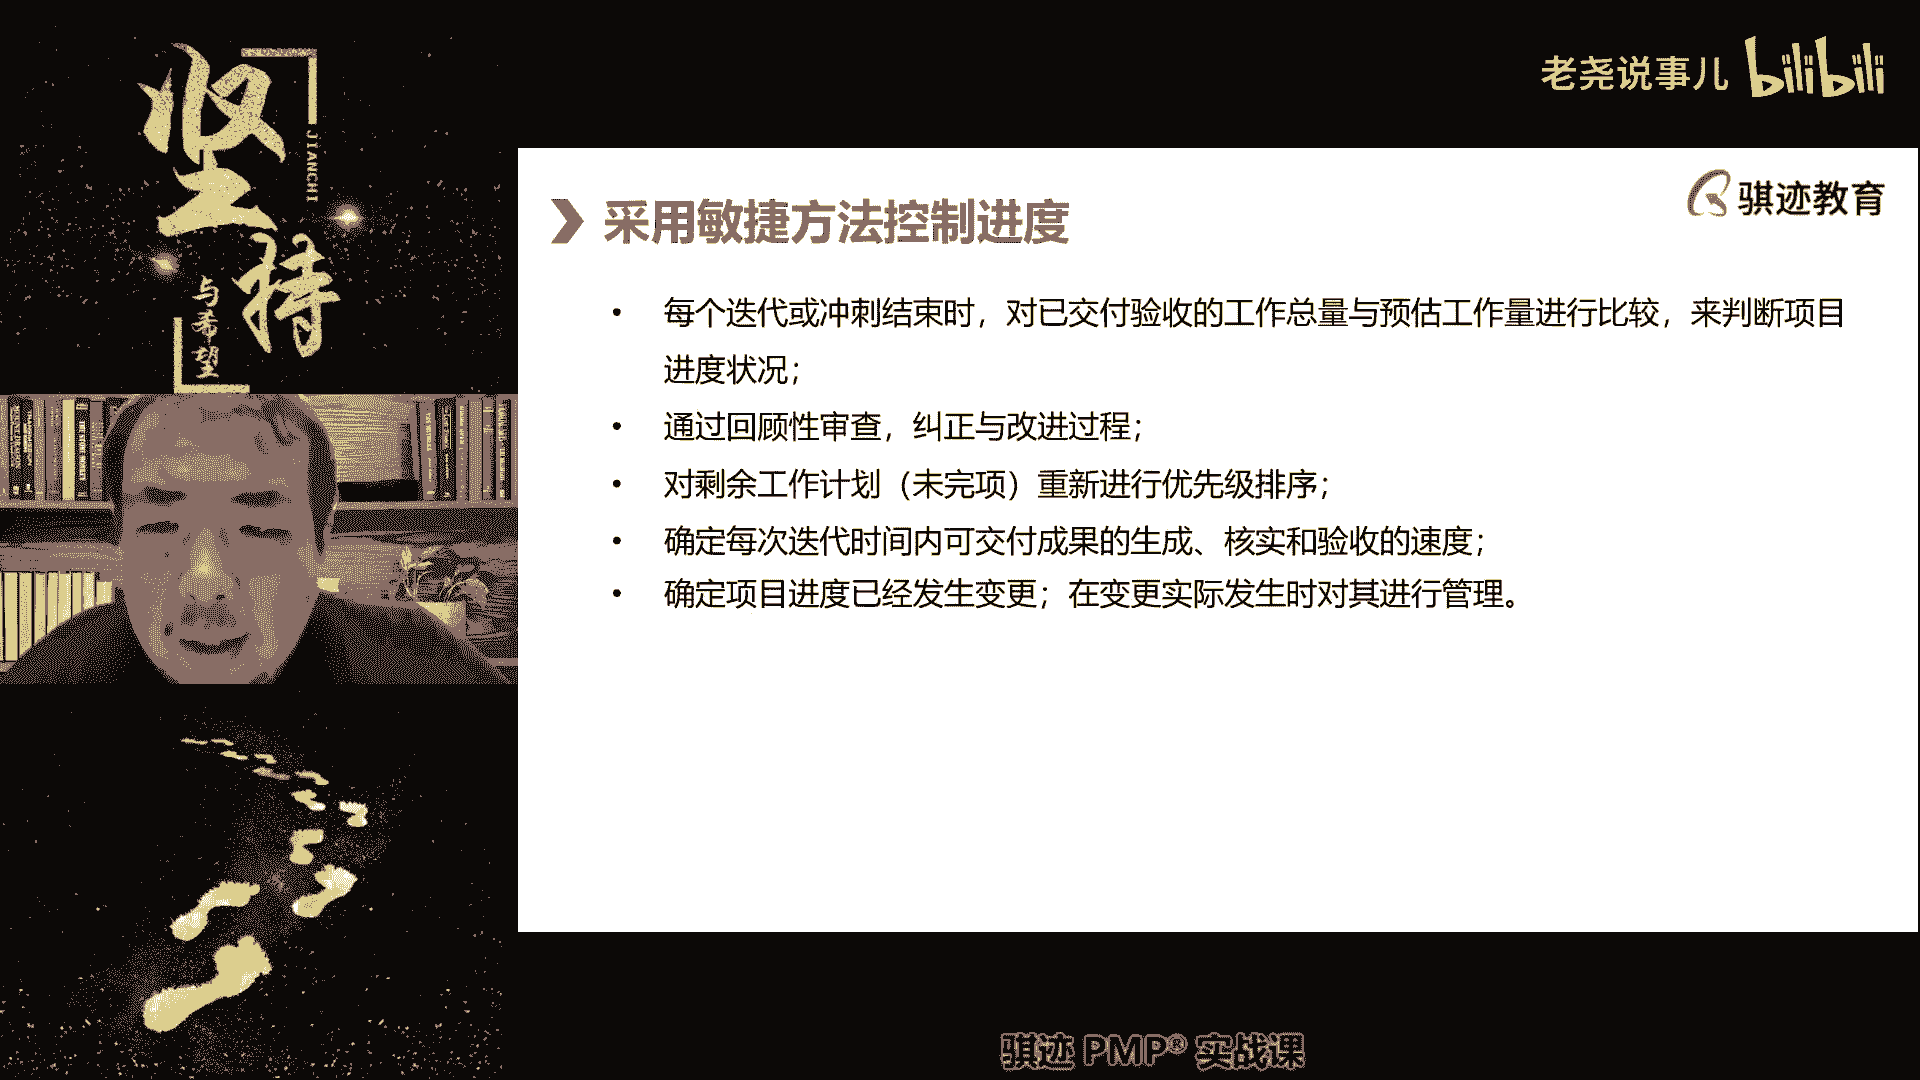 坚持
JIANCHI
与希望
老尧说事儿 bilibili
骐迹教育
采用敏捷方法控制进度
• 每个迭代或冲刺结束时，对已交付验收的工作总量与预估工作量进行比较，来判断项目
进度状况；
• 通过回顾性审查，纠正与改进过程；
• 对剩余工作计划（未完项）重新进行优先级排序；
• 确定每次迭代时间内可交付成果的生成、核实和验收的速度；
• 确定项目进度已经发生变更；在变更实际发生时对其进行管理。
骐迹 PMP® 实战课